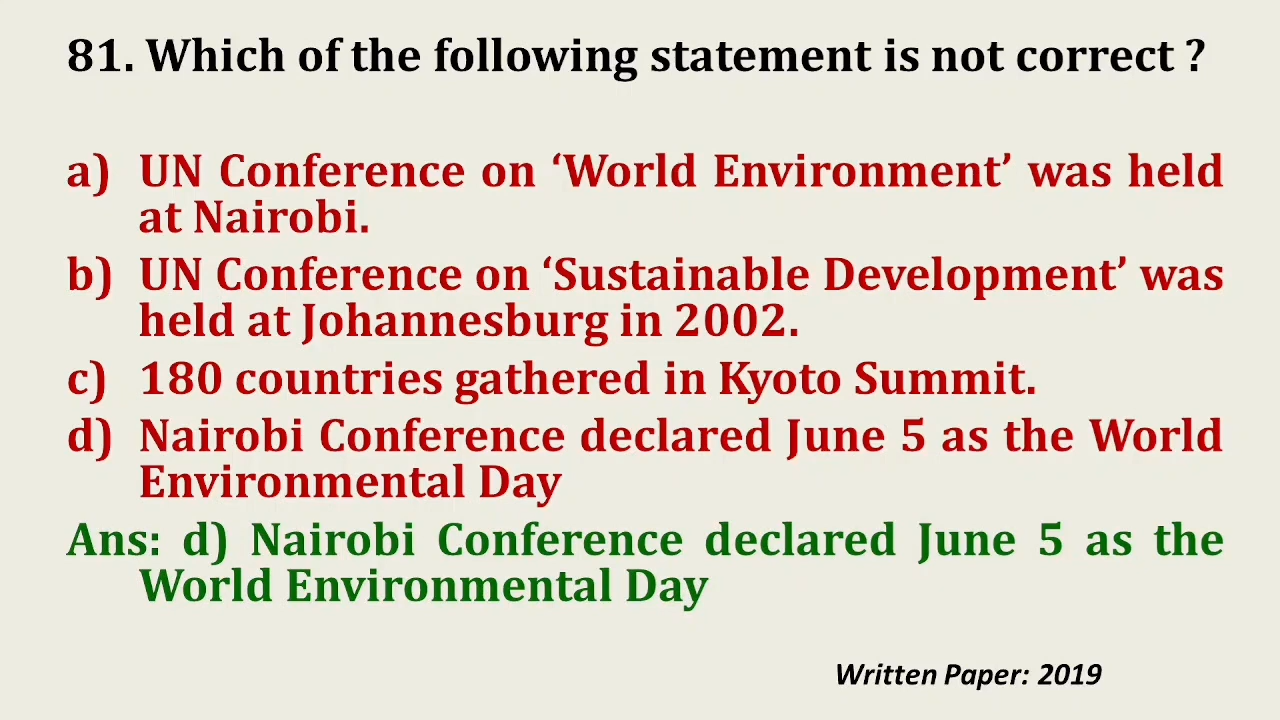 81. Which of the following statement is not correct ?
a) UN Conference on ‘World Environment’ was held
at Nairobi.
b) UN Conference on ‘Sustainable Development’ was
held at Johannesburg in 2002.
c) 180 countries gathered in Kyoto Summit.
d) Nairobi Conference declared June 5 as the World
Environmental Day
Ans: d) Nairobi Conference declared June 5 as the
World Environmental Day
Written Paper: 2019